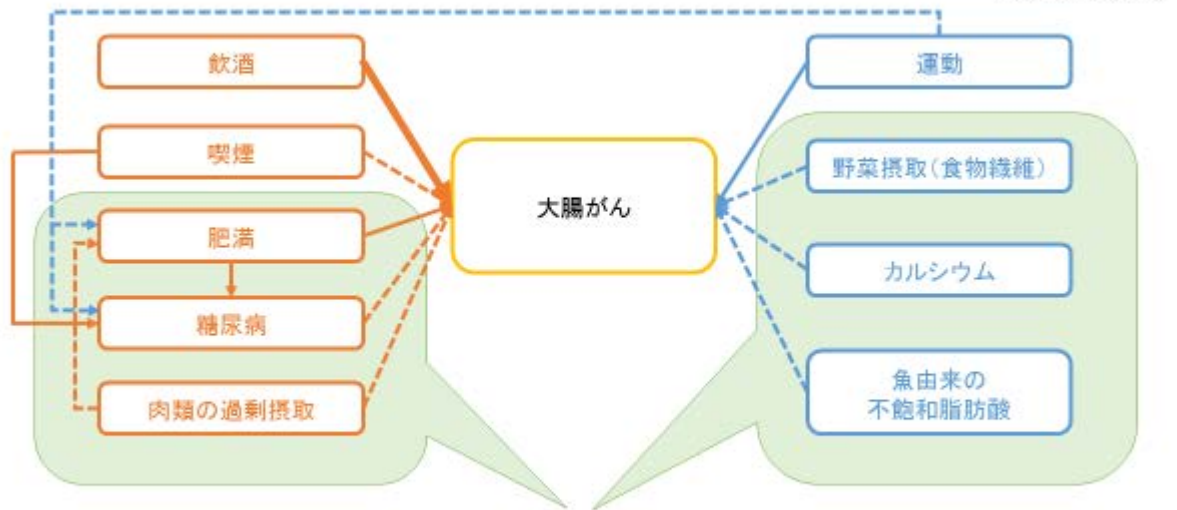 飲酒
喫煙
肥満
糖尿病
肉類の過剰摂取
大腸がん
運動
野菜摂取(食物繊維)
カルシウム
魚由来の
不飽和脂肪酸